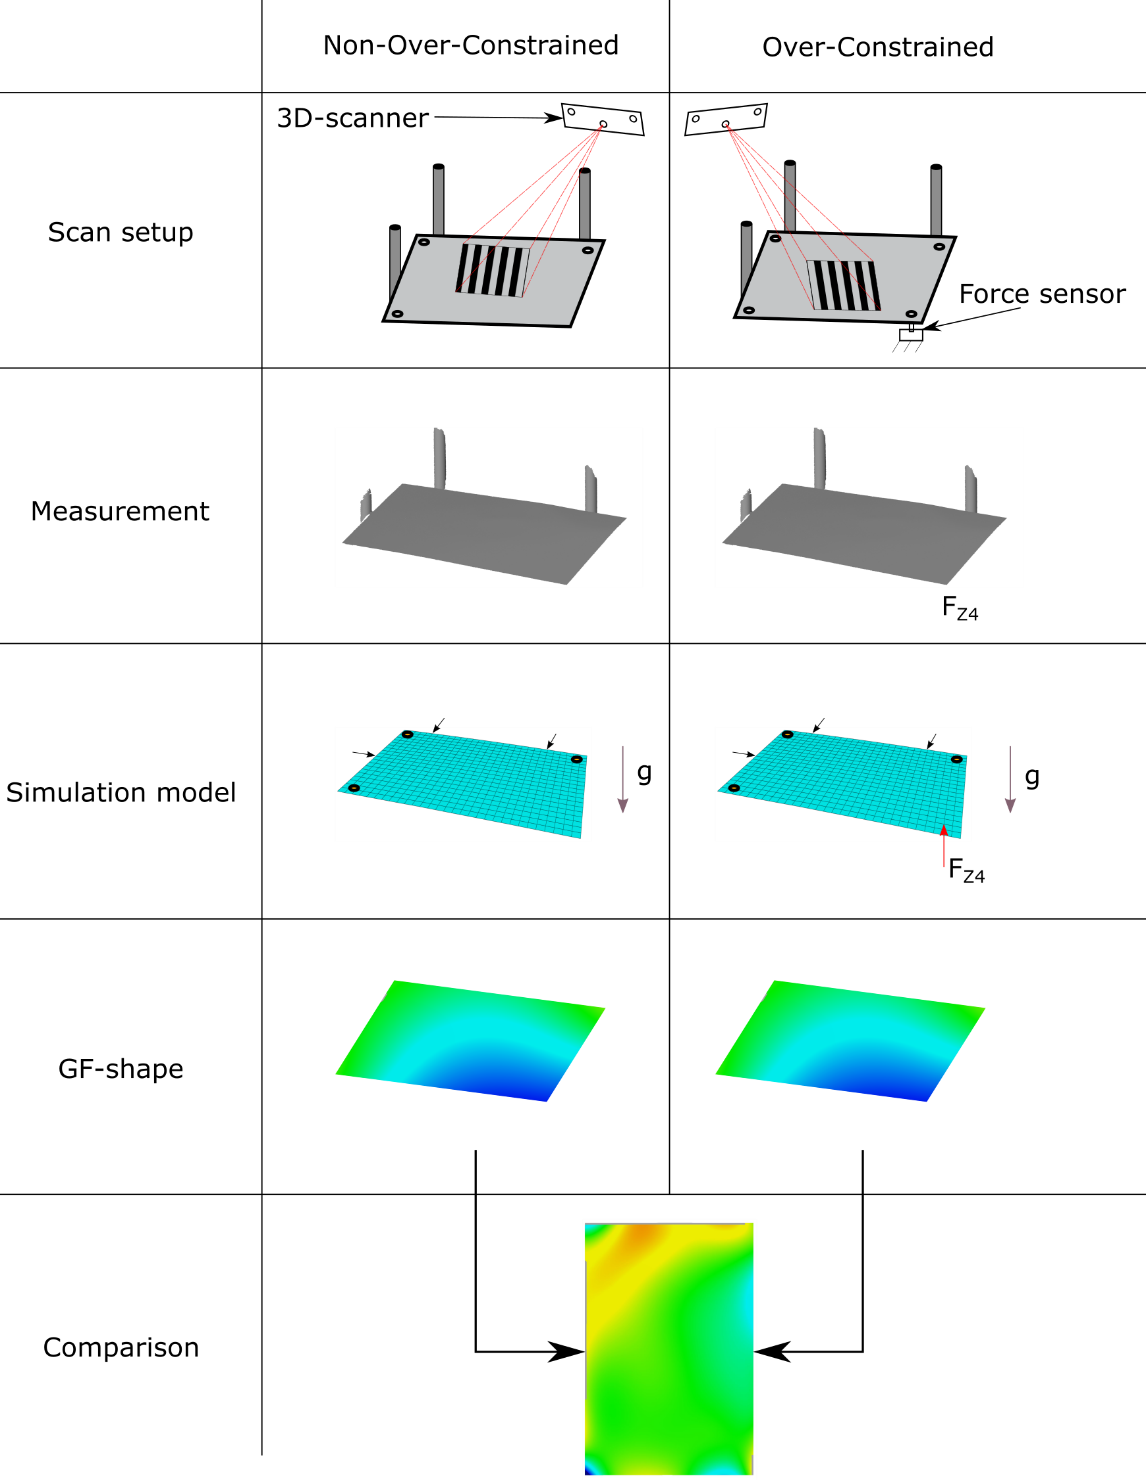 Non-Over-Constrained
Over-Constrained
Scan setup
3D-scanner
Force sensor
Measurement
FZ4
Simulation model
g
g
FZ4
GF-shape
Comparison